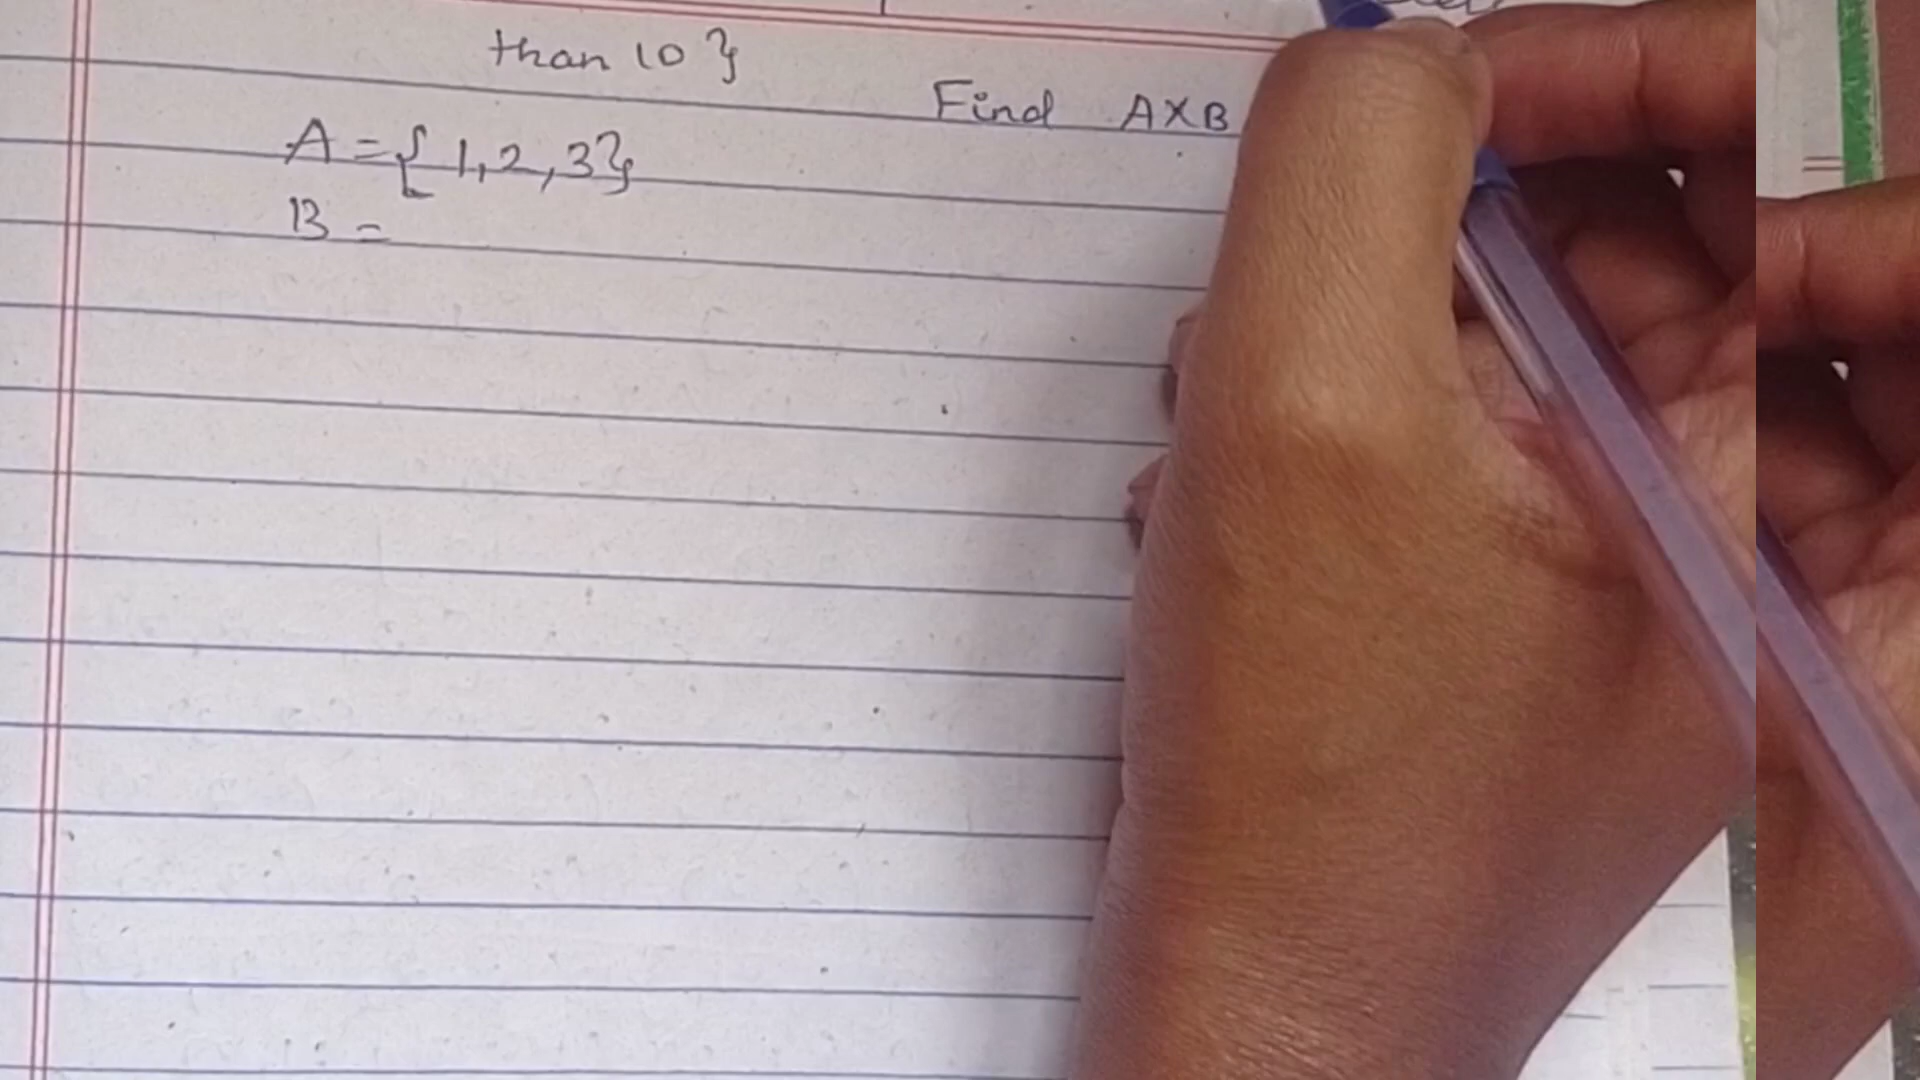 than 10 }
Find A×B
A = { 1, 2, 3 }
B =